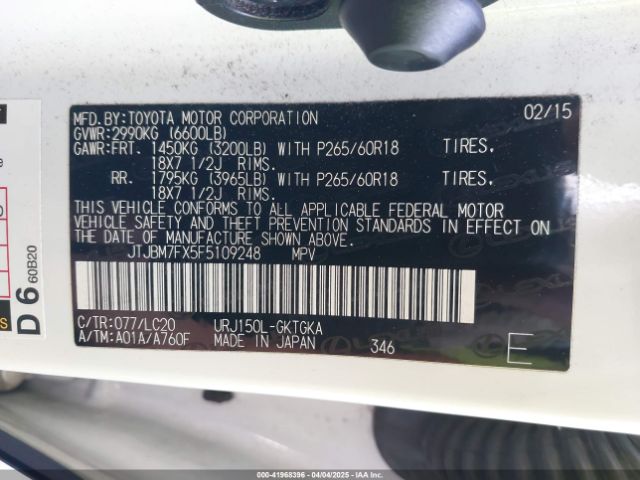 MFD.BY:TOYOTA MOTOR CORPORATION 02/15
GVWR:2990KG (6600LB)
GAWR:FRT. 1450KG (3200LB) WITH P265/60R18 TIRES,
18X7 1/2J RIMS.
RR. 1795KG (3965LB) WITH P265/60R18 TIRES,
18X7 1/2J RIMS.
THIS VEHICLE CONFORMS TO ALL APPLICABLE FEDERAL MOTOR
VEHICLE SAFETY AND THEFT PREVENTION STANDARDS IN EFFECT ON
THE DATE OF MANUFACTURE SHOWN ABOVE.
JTJBM7FX5F5109248 MPV
C/TR:077/LC20 URJ150L-GKTGKA
A/TM:A01A/A760F MADE IN JAPAN 346 E
D 6 60B20
000-41968396 - 04/04/2025 - IAA Inc.